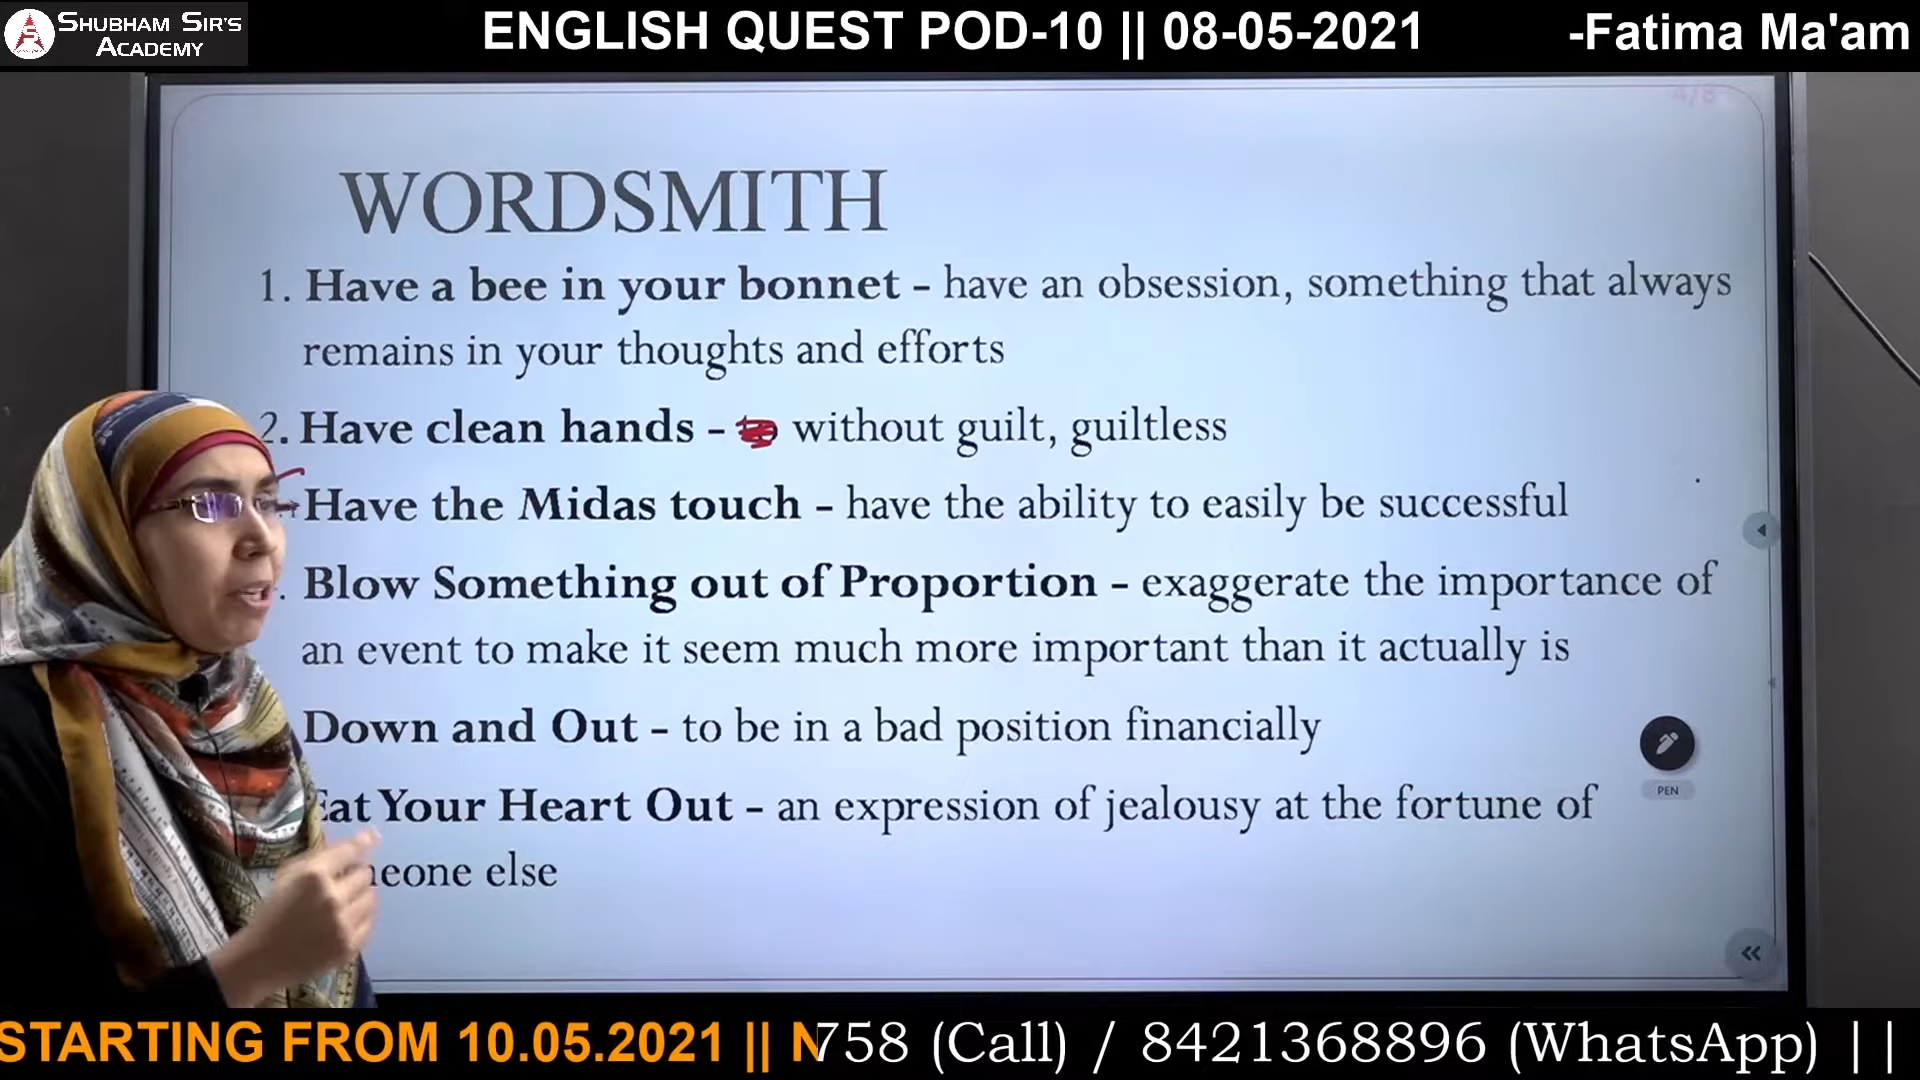 SHUBHAM SIR'S
ACADEMY
ENGLISH QUEST POD-10 || 08-05-2021
-Fatima Ma'am
4/8
WORDSMITH
1. Have a bee in your bonnet - have an obsession, something that always
remains in your thoughts and efforts
2. Have clean hands - without guilt, guiltless
Have the Midas touch - have the ability to easily be successful
. Blow Something out of Proportion - exaggerate the importance of
an event to make it seem much more important than it actually is
Down and Out - to be in a bad position financially
Eat Your Heart Out - an expression of jealousy at the fortune of
else
PEN
STARTING FROM 10.05.2021 || N
758 (Call) / 8421368896 (WhatsApp) ||